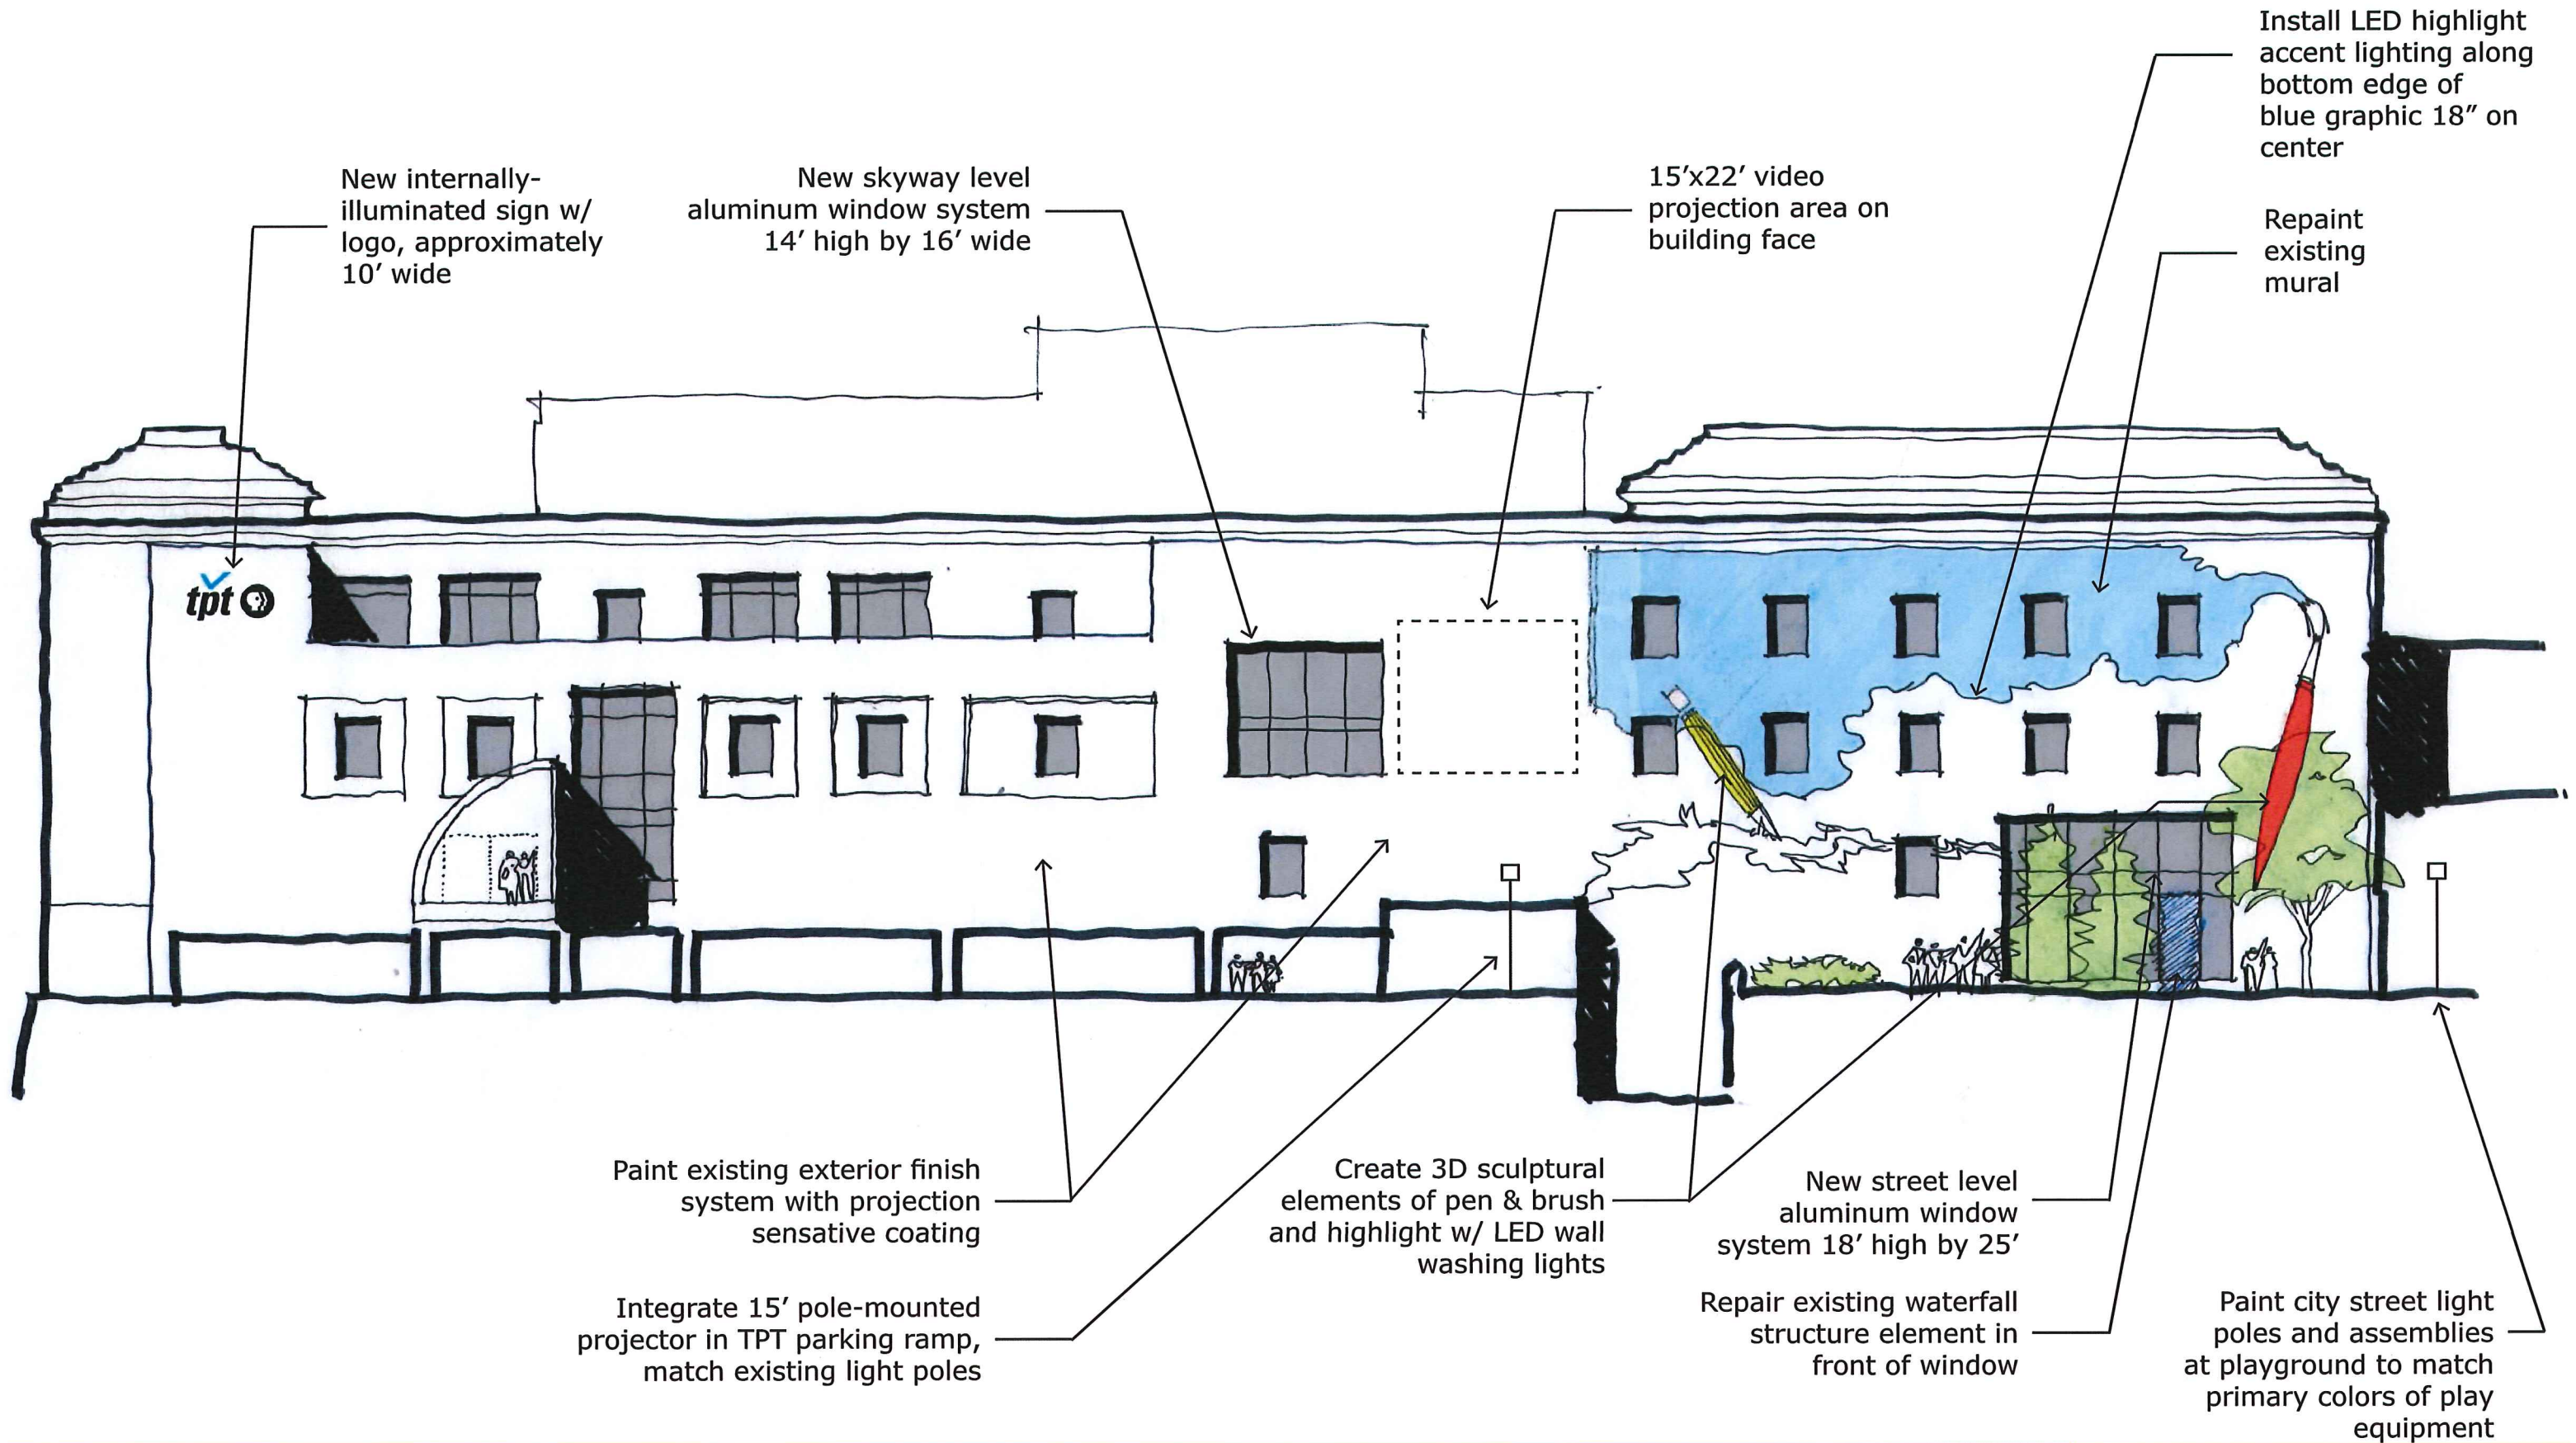 Install LED highlight
accent lighting along
bottom edge of
blue graphic 18” on
center
New internally-
illuminated sign w/
logo, approximately
10’ wide
New skyway level
aluminum window system
14’ high by 16’ wide
15’x22’ video
projection area on
building face
Repaint
existing
mural
tpt
Paint existing exterior finish
system with projection
sensative coating
Integrate 15’ pole-mounted
projector in TPT parking ramp,
match existing light poles
Create 3D sculptural
elements of pen & brush
and highlight w/ LED wall
washing lights
New street level
aluminum window
system 18’ high by 25’
Repair existing waterfall
structure element in
front of window
Paint city street light
poles and assemblies
at playground to match
primary colors of play
equipment